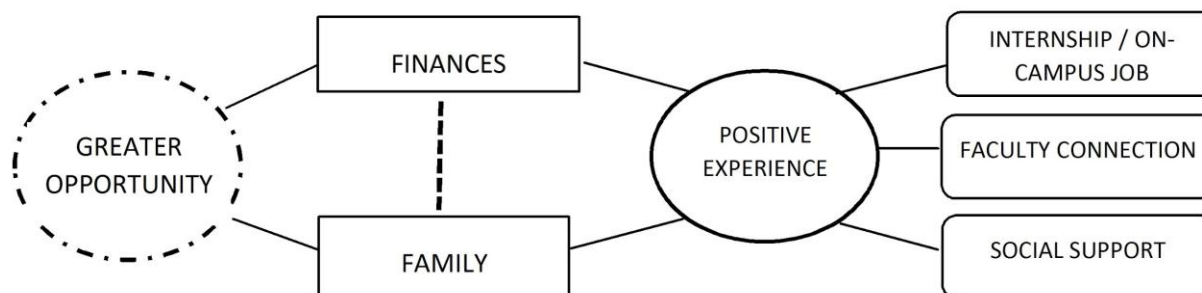 GREATER
OPPORTUNITY
FINANCES
FAMILY
POSITIVE
EXPERIENCE
INTERNSHIP / ON-
CAMPUS JOB
FACULTY CONNECTION
SOCIAL SUPPORT